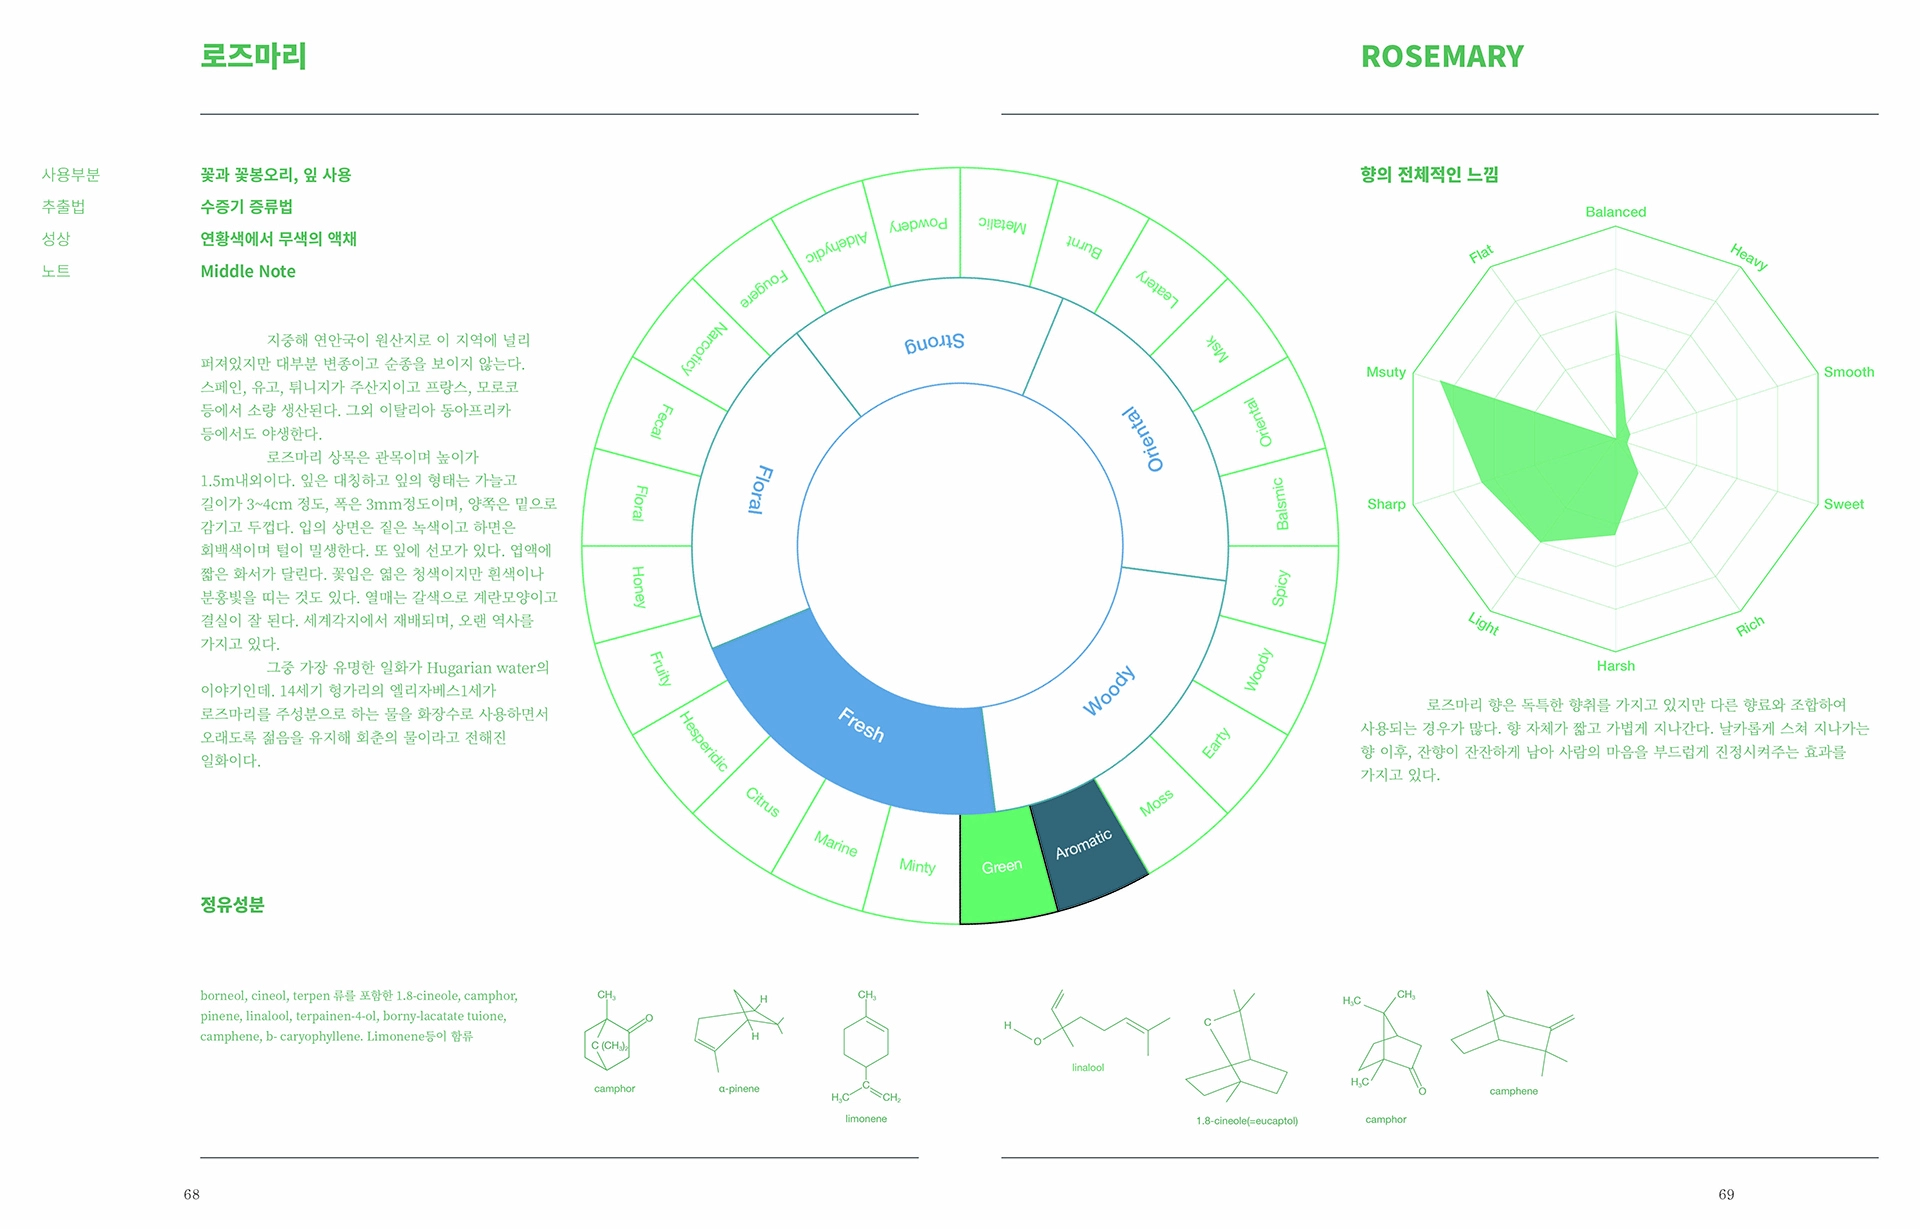 로즈마리
ROSEMARY
사용부분
꽃과 꽃봉오리, 잎 사용
추출법
수증기 증류법
성상
연황색에서 무색의 액채
노트
Middle Note
지중해 연안국이 원산지로 이 지역에 널리
퍼져있지만 대부분 변종이고 순종을 보이지 않는다.
스페인, 유고, 튀니지가 주산지이고 프랑스, 모로코
등에서 소량 생산된다. 그외 이탈리아 동아프리카
등에서도 야생한다.
로즈마리 상목은 관목이며 높이가
1.5m내외이다. 잎은 대칭하고 잎의 형태는 가늘고
길이가 3~4cm 정도, 폭은 3mm정도이며, 양쪽은 밑으로
감기고 두껍다. 입의 상면은 짙은 녹색이고 하면은
회백색이며 털이 밀생한다. 또 잎에 선모가 있다. 엽액에
짧은 화서가 달린다. 꽃입은 엷은 청색이지만 흰색이나
분홍빛을 띠는 것도 있다. 열매는 갈색으로 게란모양이고
결실이 잘 된다. 세계각지에서 재배되며, 오랜 역사를
가지고 있다.
그중 가장 유명한 일화가 Hugarian water의
이야기인데. 14세기 헝가리의 엘리자베스1세가
로즈마리를 주성분으로 하는 물을 화장수로 사용하면서
오래도록 젊음을 유지해 회춘의 물이라고 전해진
일화이다.
Powdery
Metalic
Burnt
Leatery
Msk
Oriental
Balsmic
Spicy
Woody
Earty
Moss
Aromatic
Green
Minty
Marine
Citrus
Hesperidic
Fruity
Honey
Floral
Fecal
Narcoticy
Fougere
Aldehydic
Strong
Oriental
Woody
Fresh
Floral
향의 전체적인 느낌
Balanced
Heavy
Smooth
Sweet
Rich
Harsh
Light
Sharp
Msuty
Flat
로즈마리 향은 독특한 향취를 가지고 있지만 다른 향료와 조합하여
사용되는 경우가 많다. 향 자체가 짧고 가볍게 지나간다. 날카롭게 스쳐 지나가는
향 이후, 잔향이 잔잔하게 남아 사람의 마음을 부드럽게 진정시켜주는 효과를
가지고 있다.
정유성분
borneol, cineol, terpen 류를 포함한 1.8-cineole, camphor,
pinene, linalool, terpainen-4-ol, borny-lacatate tuione,
camphene, b- caryophyllene. Limonene등이 함류
CH₃
O
C (CH₃)₂
camphor
H
H
α-pinene
CH₃
C
H₃C
CH₂
limonene
H
O
linalool
C
1.8-cineole(=eucaptol)
H₃C
CH₃
H₃C
O
camphor
camphene
68
69